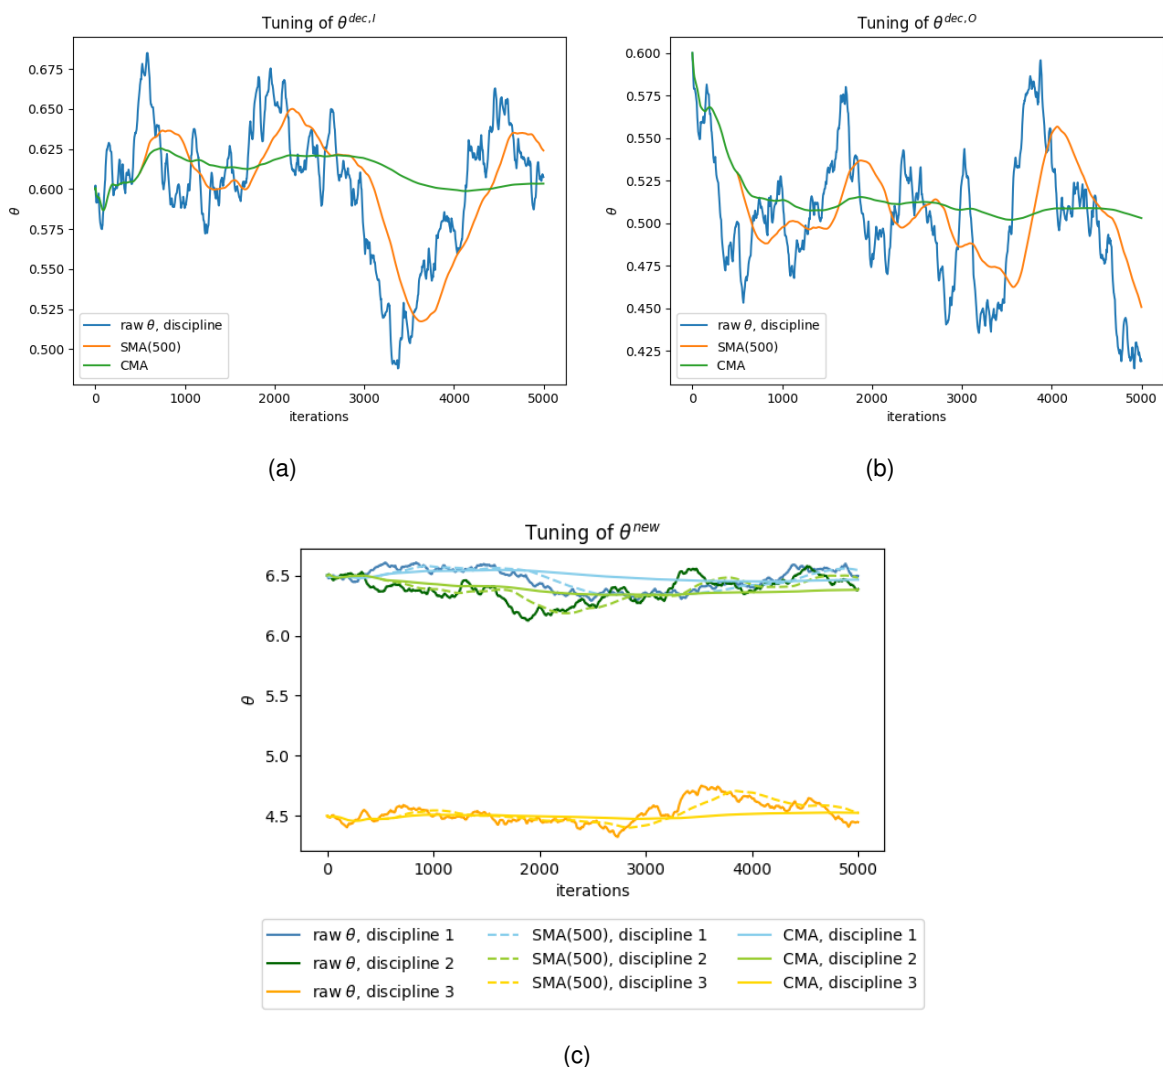 Tuning of θ^{dec,I}
0.675
0.650
0.625
0.600
0.575
0.550
0.525
0.500
θ
raw θ, discipline
SMA(500)
CMA
0 1000 2000 3000 4000 5000
iterations
(a)
Tuning of θ^{dec,O}
0.600
0.575
0.550
0.525
0.500
0.475
0.450
0.425
θ
raw θ, discipline
SMA(500)
CMA
0 1000 2000 3000 4000 5000
iterations
(b)
Tuning of θ^{new}
6.5
6.0
5.5
5.0
4.5
θ
0 1000 2000 3000 4000 5000
iterations
raw θ, discipline 1
raw θ, discipline 2
raw θ, discipline 3
SMA(500), discipline 1
SMA(500), discipline 2
SMA(500), discipline 3
CMA, discipline 1
CMA, discipline 2
CMA, discipline 3
(c)